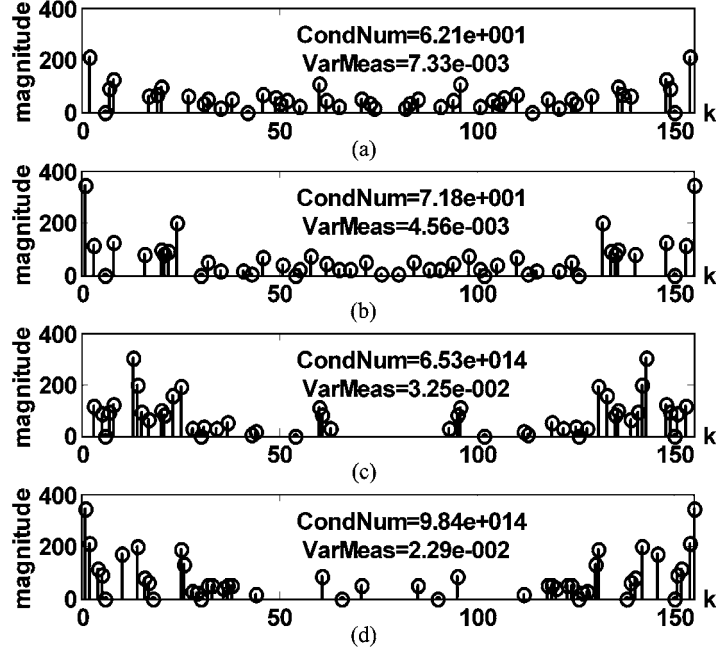 400
magnitude
CondNum=6.21e+001
VarMeas=7.33e-003
200
0
0 50 100 150 k
(a)
400
magnitude
CondNum=7.18e+001
VarMeas=4.56e-003
200
0
0 50 100 150 k
(b)
400
magnitude
CondNum=6.53e+014
VarMeas=3.25e-002
200
0
0 50 100 150 k
(c)
400
magnitude
CondNum=9.84e+014
VarMeas=2.29e-002
200
0
0 50 100 150 k
(d)